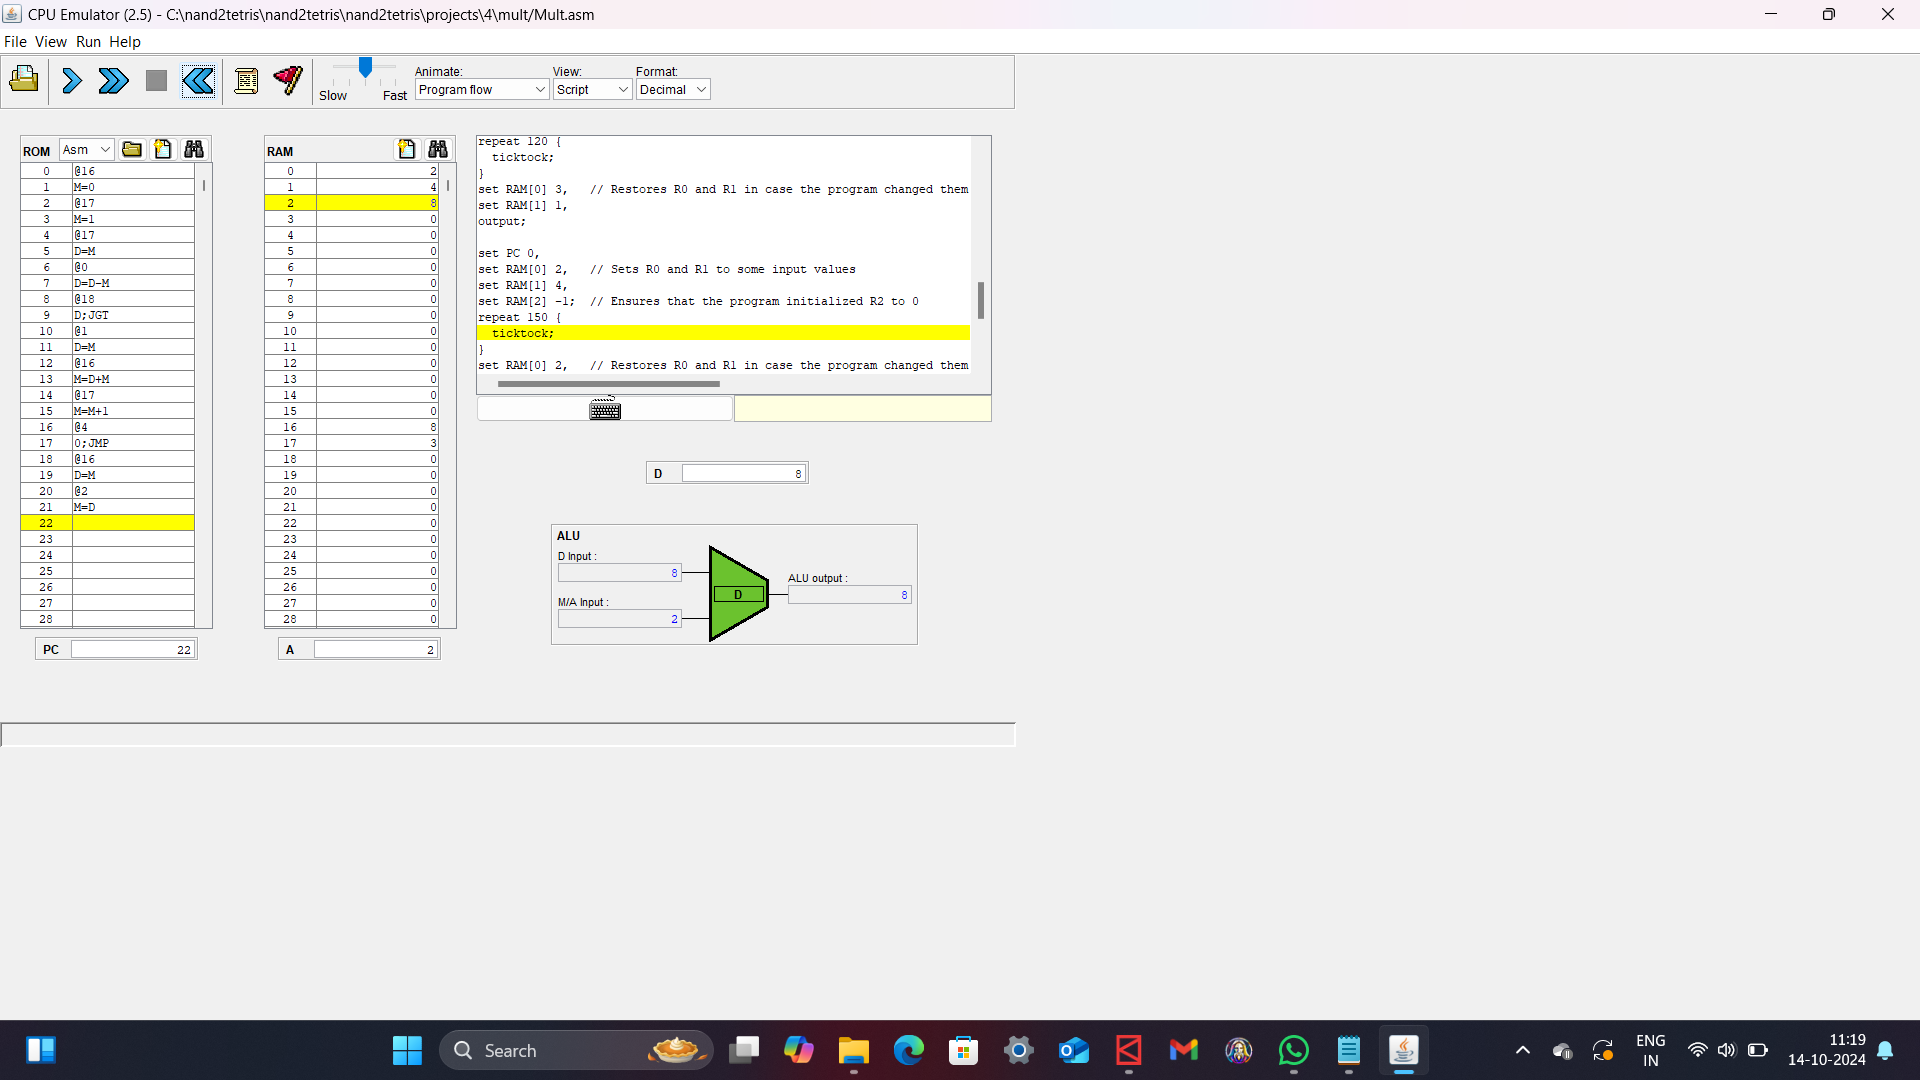 CPU Emulator (2.5) - C:\nand2tetris\nand2tetris\nand2tetris\projects\4\mult/Mult.asm
File View Run Help
Slow Fast
Animate: View: Format:
Program flow Script Decimal
ROM Asm
0 @16
1 M=0
2 @17
3 M=1
4 @17
5 D=M
6 @0
7 D=D-M
8 @18
9 D;JGT
10 @1
11 D=M
12 @16
13 M=D+M
14 @17
15 M=M+1
16 @4
17 0;JMP
18 @16
19 D=M
20 @2
21 M=D
22
23
24
25
26
27
28
PC 22
RAM
0 2
1 4
2 8
3 0
4 0
5 0
6 0
7 0
8 0
9 0
10 0
11 0
12 0
13 0
14 0
15 0
16 8
17 3
18 0
19 0
20 0
21 0
22 0
23 0
24 0
25 0
26 0
27 0
28 0
A 2
repeat 120 {
ticktock;
}
set RAM[0] 3, // Restores R0 and R1 in case the program changed them
set RAM[1] 1,
output;
set PC 0,
set RAM[0] 2, // Sets R0 and R1 to some input values
set RAM[1] 4,
set RAM[2] -1; // Ensures that the program initialized R2 to 0
repeat 150 {
ticktock;
}
set RAM[0] 2, // Restores R0 and R1 in case the program changed them
D 8
ALU
D Input :
8
M/A Input :
2
D
ALU output :
8
Search
ENG
IN
11:19
14-10-2024